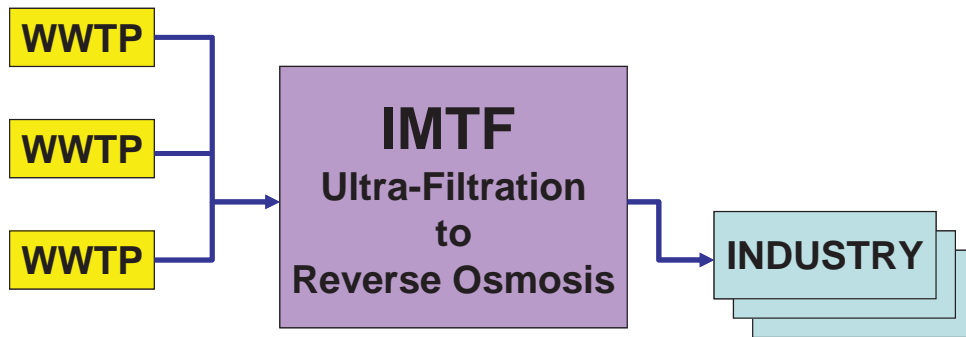 WWTP
WWTP
WWTP
IMTF
Ultra-Filtration
to
Reverse Osmosis
INDUSTRY